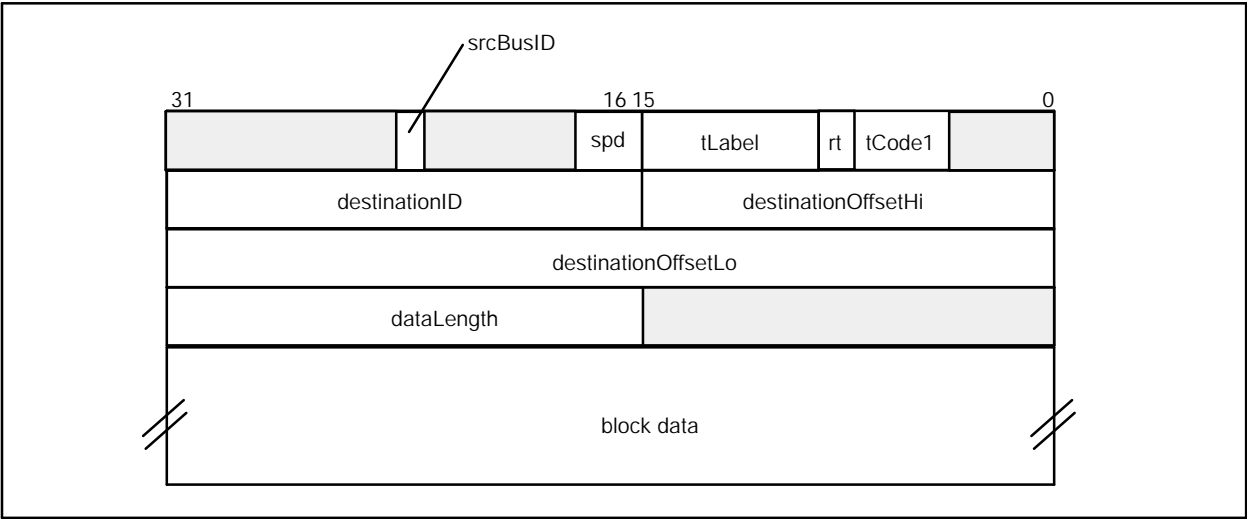 srcBusID
31 16 15 0
spd tLabel rt tCode1
destinationID destinationOffsetHi
destinationOffsetLo
dataLength
block data